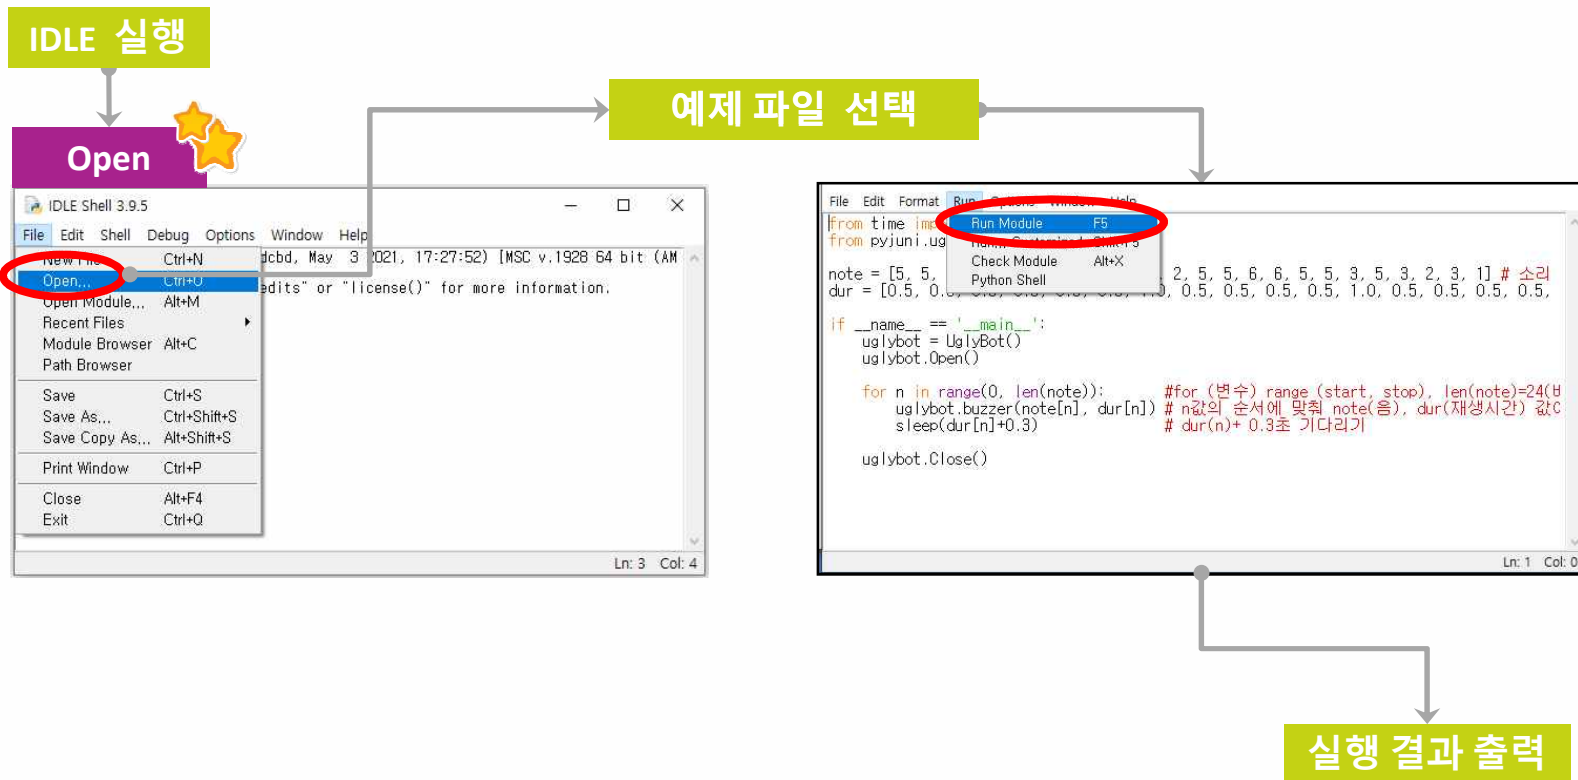 IDLE 실행
예제 파일 선택
Open
IDLE Shell 3.9.5
File Edit Shell Debug Options Window Help
dcbd, May 3 2021, 17:27:52) [MSC v.1928 64 bit (AM
edits" or "license()" for more information.
Ctrl+N
Open... Ctrl+O
Open Module... Alt+M
Recent Files
Module Browser Alt+C
Path Browser
Save Ctrl+S
Save As... Ctrl+Shift+S
Save Copy As... Alt+Shift+S
Print Window Ctrl+P
Close Alt+F4
Exit Ctrl+Q
Ln: 3 Col: 4
File Edit Format Run Options Window Help
Run Module F5
Check Module Alt+X
Python Shell
from time imp
from pyjuni.ug
note = [5, 5, 2, 5, 5, 6, 6, 5, 5, 3, 5, 3, 2, 3, 1] # 소리
dur = [0.5, 0.5, 0.5, 0.5, 0.5, 1.0, 0.5, 0.5, 0.5, 0.5,
if __name__ == '__main__':
uglybot = UglyBot()
uglybot.Open()
for n in range(0, len(note)): #for (변수) range (start, stop), len(note)=24(
uglybot.buzzer(note[n], dur[n]) # n값의 순서에 맞춰 note(음), dur(재생시간) 값
sleep(dur[n]+0.3) # dur(n)+ 0.3초 기다리기
uglybot.Close()
Ln: 1 Col: 0
실행 결과 출력